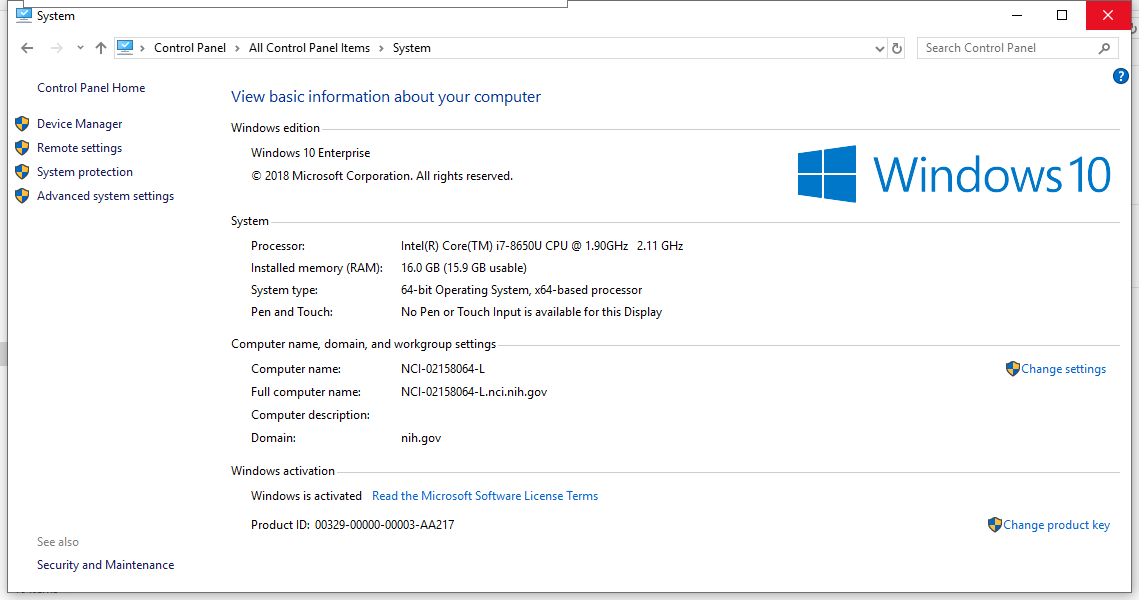 System
Control Panel > All Control Panel Items > System
Search Control Panel
?
Control Panel Home
Device Manager
Remote settings
System protection
Advanced system settings
View basic information about your computer
Windows edition
Windows 10 Enterprise
© 2018 Microsoft Corporation. All rights reserved.
Windows 10
System
Processor: Intel(R) Core(TM) i7-8650U CPU @ 1.90GHz 2.11 GHz
Installed memory (RAM): 16.0 GB (15.9 GB usable)
System type: 64-bit Operating System, x64-based processor
Pen and Touch: No Pen or Touch Input is available for this Display
Computer name, domain, and workgroup settings
Computer name: NCI-02158064-L
Change settings
Full computer name: NCI-02158064-L.nci.nih.gov
Computer description:
Domain: nih.gov
Windows activation
Windows is activated Read the Microsoft Software License Terms
Product ID: 00329-00000-00003-AA217
Change product key
See also
Security and Maintenance